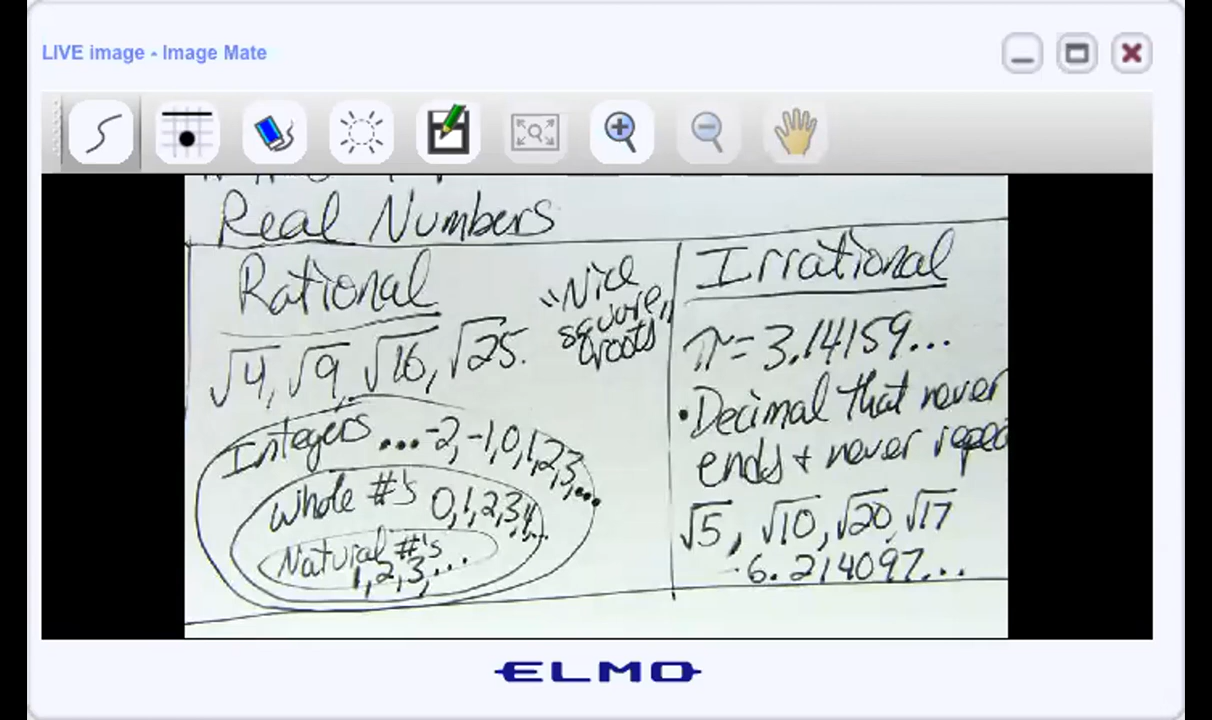 LIVE image - Image Mate
Real Numbers
Rational
"Nice
square
roots"
√4, √9, √16, √25.
Integers ...-2,-1,0,1,2,3,...
Whole #'s 0,1,2,3,4,...
Natural #'s
1,2,3,...
Irrational
π = 3.14159...
• Decimal that never
ends + never repea
√5, √10, √20, √17
.6.214097...
ELMO